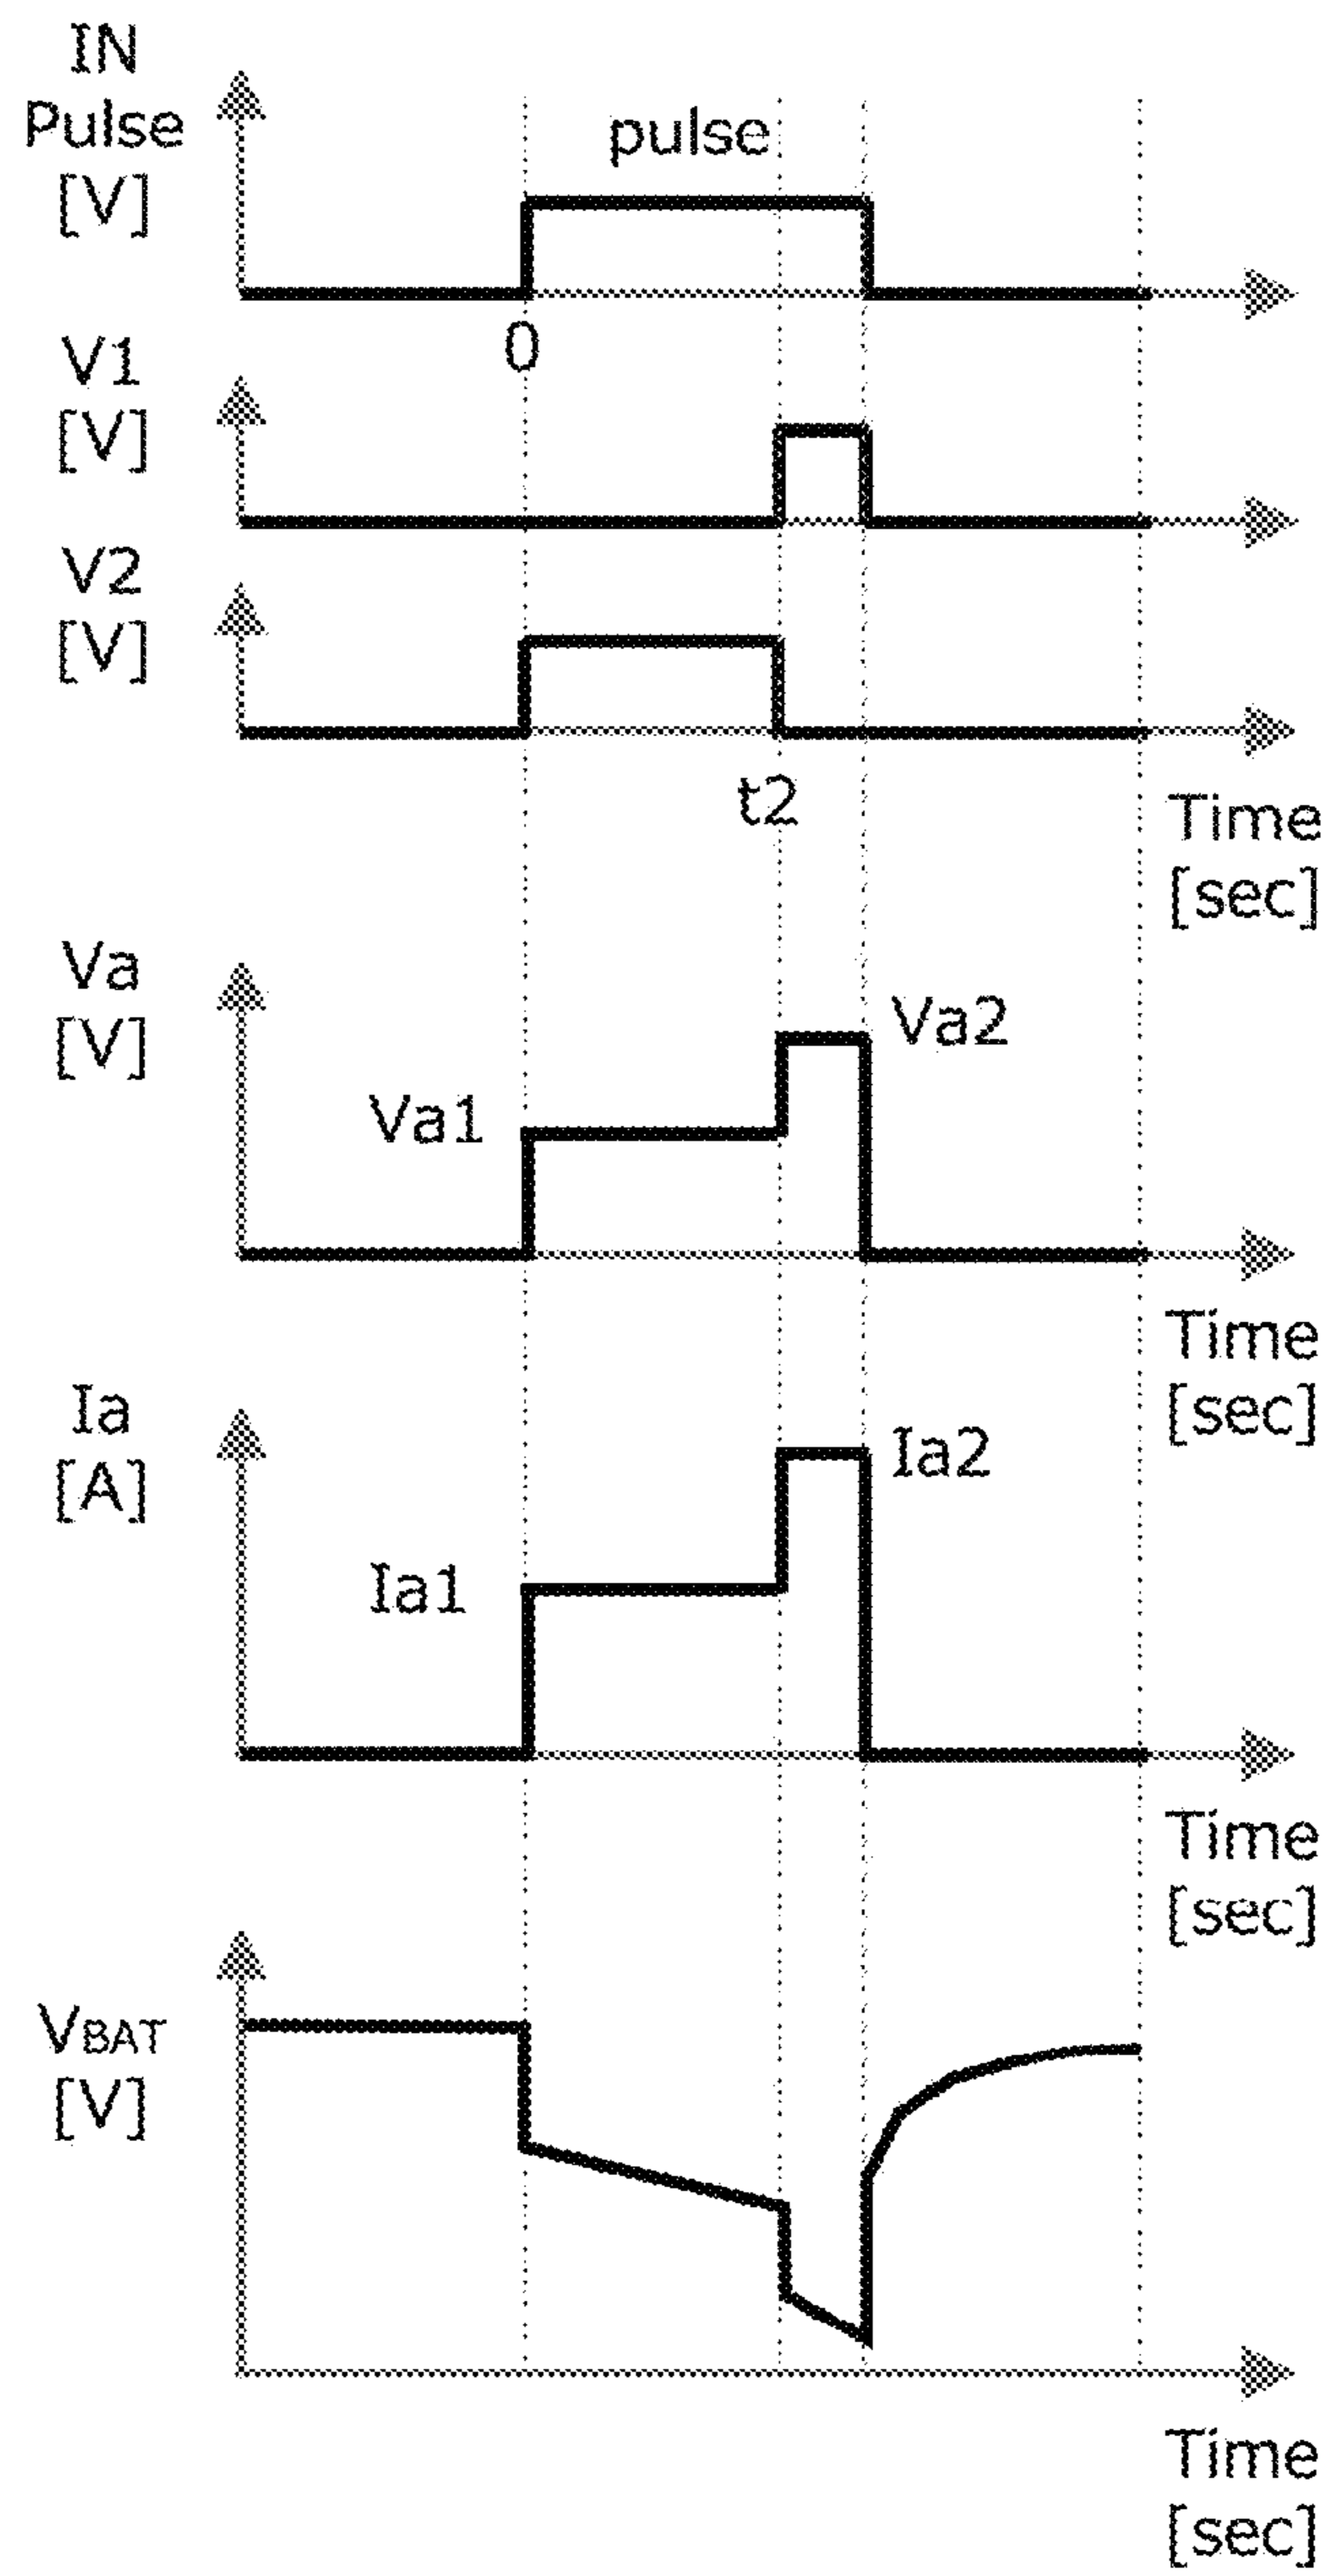 IN
Pulse
[V]
pulse
0
V1
[V]
V2
[V]
t2
Time
[sec]
Va
[V]
Va1
Va2
Time
[sec]
Ia
[A]
Ia1
Ia2
Time
[sec]
VBAT
[V]
Time
[sec]